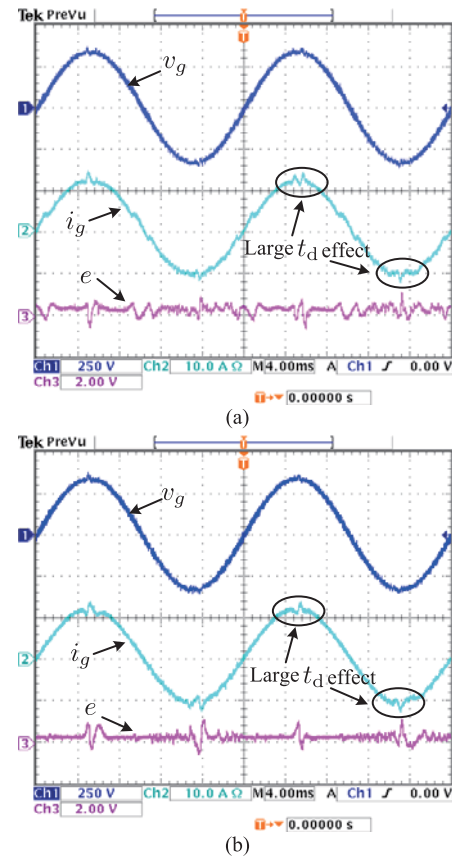 Tek PreVu
T
T
1
v_g
2
i_g
Large t_d effect
e
3
Ch1 250 V Ch2 10.0 A Ω M 4.00ms A Ch1 ∫ 0.00 V
Ch3 2.00 V
T→▼ 0.00000 s
(a)
Tek PreVu
T
T
1
v_g
2
i_g
Large t_d effect
e
3
Ch1 250 V Ch2 10.0 A Ω M 4.00ms A Ch1 ∫ 0.00 V
Ch3 2.00 V
T→▼ 0.00000 s
(b)